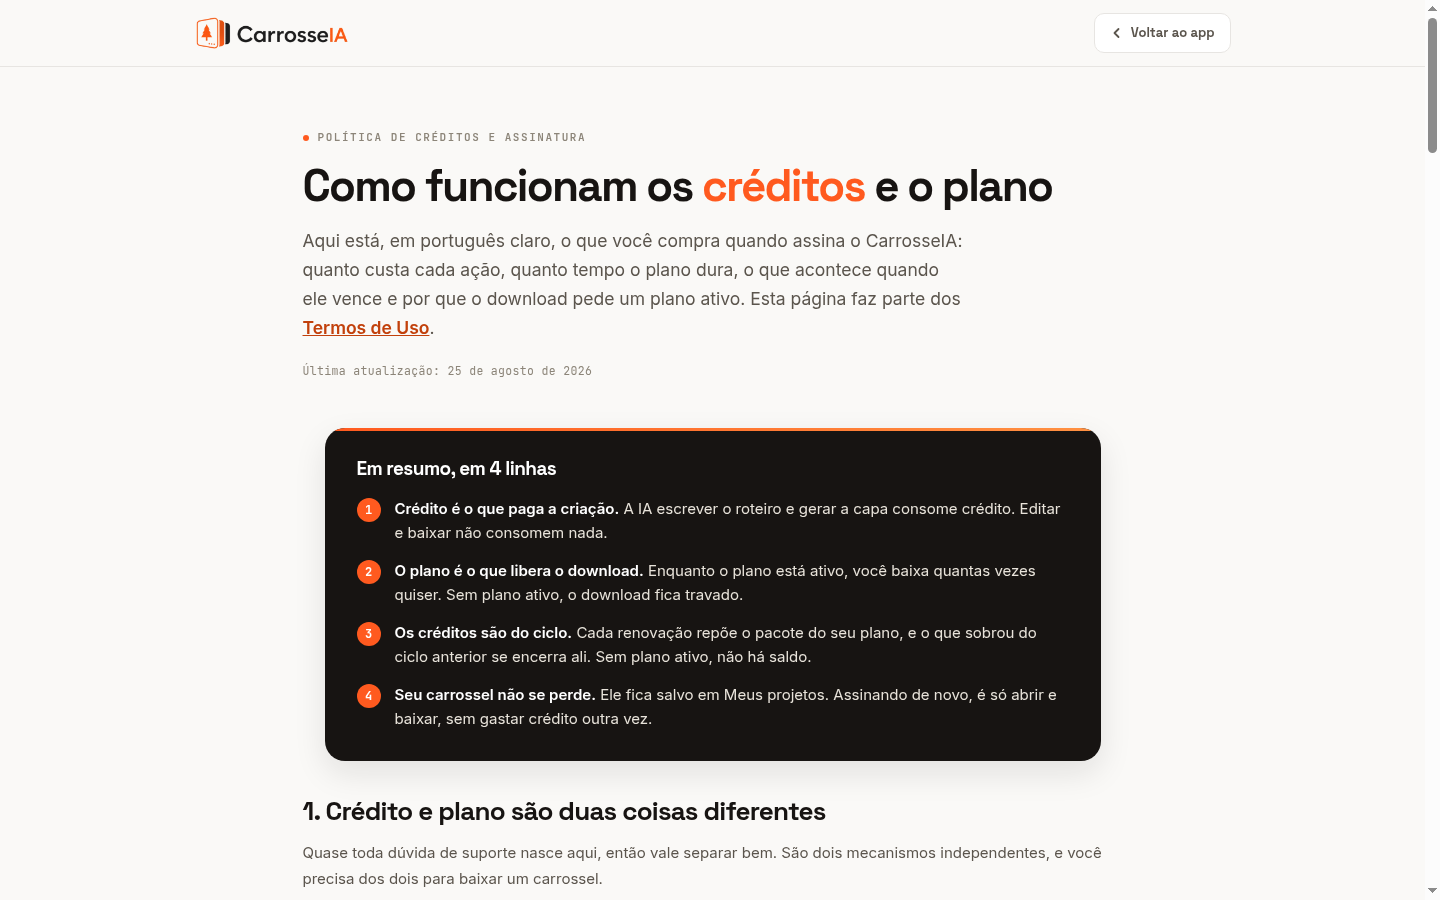 CarrosseIA
Voltar ao app
POLÍTICA DE CRÉDITOS E ASSINATURA
Como funcionam os créditos e o plano
Aqui está, em português claro, o que você compra quando assina o CarrosseIA:
quanto custa cada ação, quanto tempo o plano dura, o que acontece quando
ele vence e por que o download pede um plano ativo. Esta página faz parte dos
Termos de Uso.
Última atualização: 25 de agosto de 2026
Em resumo, em 4 linhas
1 Crédito é o que paga a criação. A IA escrever o roteiro e gerar a capa consome crédito. Editar
e baixar não consomem nada.
2 O plano é o que libera o download. Enquanto o plano está ativo, você baixa quantas vezes
quiser. Sem plano ativo, o download fica travado.
3 Os créditos são do ciclo. Cada renovação repõe o pacote do seu plano, e o que sobrou do
ciclo anterior se encerra ali. Sem plano ativo, não há saldo.
4 Seu carrossel não se perde. Ele fica salvo em Meus projetos. Assinando de novo, é só abrir e
baixar, sem gastar crédito outra vez.
1. Crédito e plano são duas coisas diferentes
Quase toda dúvida de suporte nasce aqui, então vale separar bem. São dois mecanismos independentes, e você
precisa dos dois para baixar um carrossel.